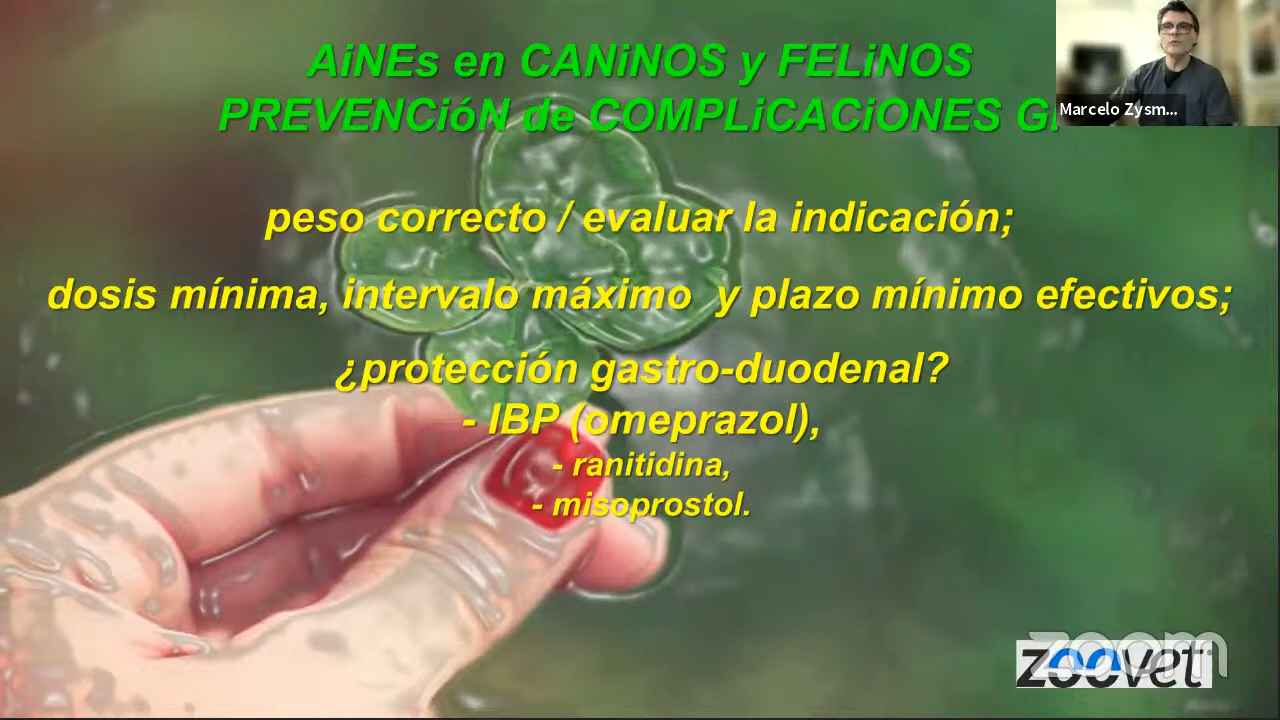 AiNEs en CANiNOS y FELiNOS
PREVENCióN de COMPLiCACiONES
Marcelo Zysm...
peso correcto / evaluar la indicación;
dosis mínima, intervalo máximo y plazo mínimo efectivos;
¿protección gastro-duodenal?
- IBP (omeprazol),
- ranitidina,
- misoprostol.
zoom
zoovet